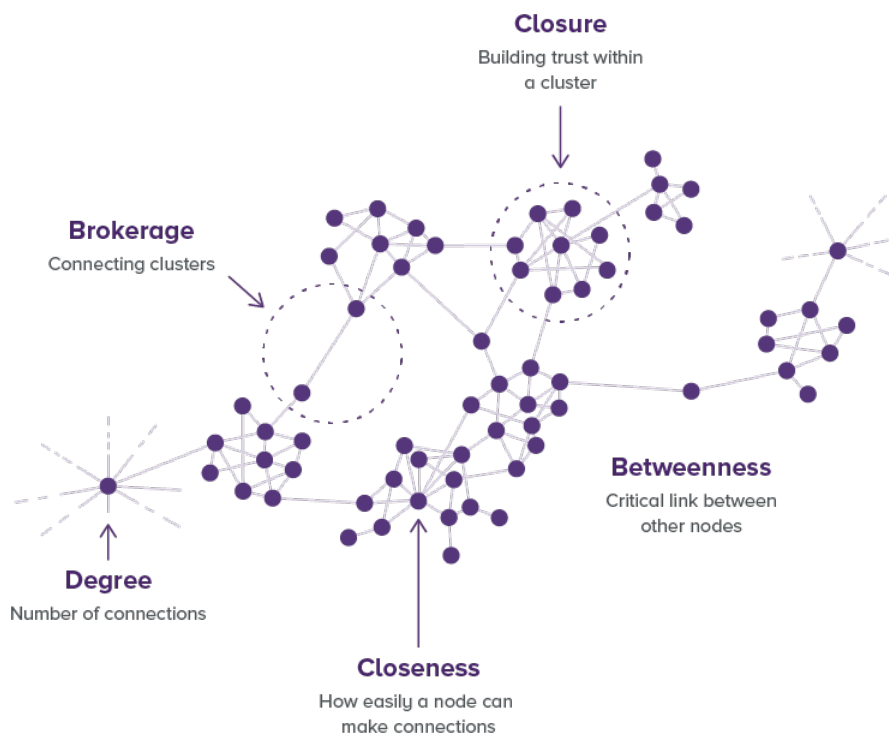 Closure
Building trust within
a cluster
Brokerage
Connecting clusters
Betweenness
Critical link between
other nodes
Degree
Number of connections
Closeness
How easily a node can
make connections